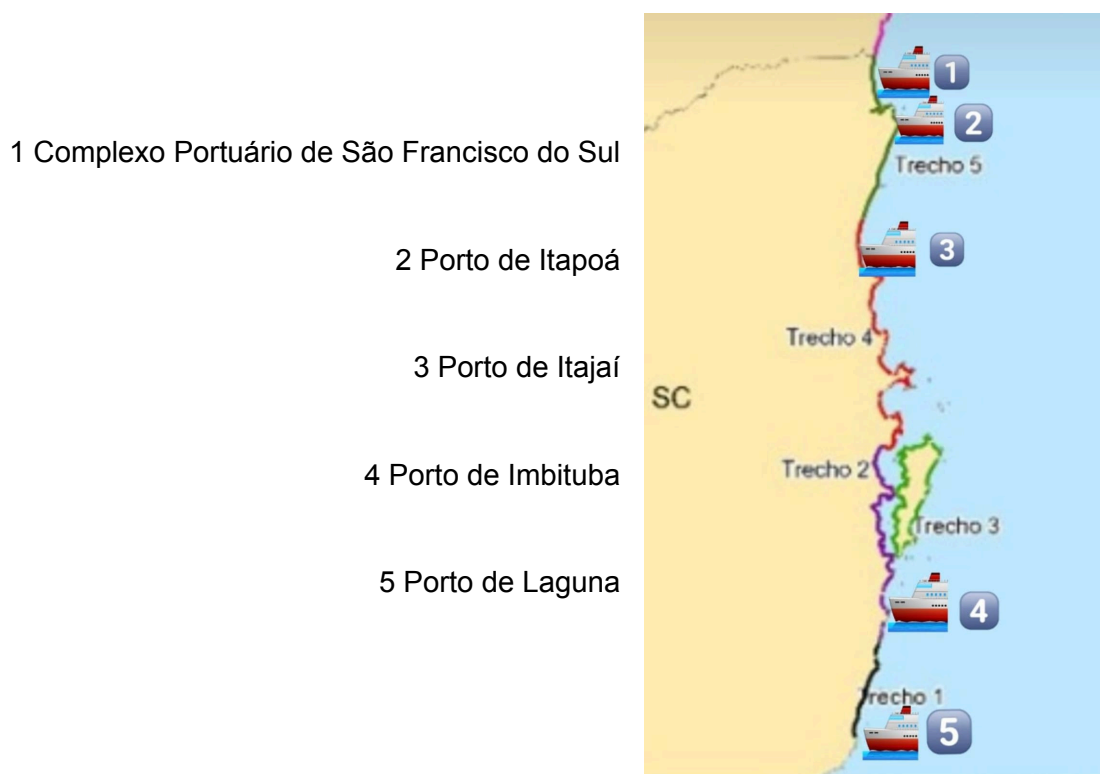 1 Complexo Portuário de São Francisco do Sul
2 Porto de Itapoá
3 Porto de Itajaí
4 Porto de Imbituba
5 Porto de Laguna
1
2
Trecho 5
3
Trecho 4
SC
Trecho 2
Trecho 3
4
Trecho 1
5